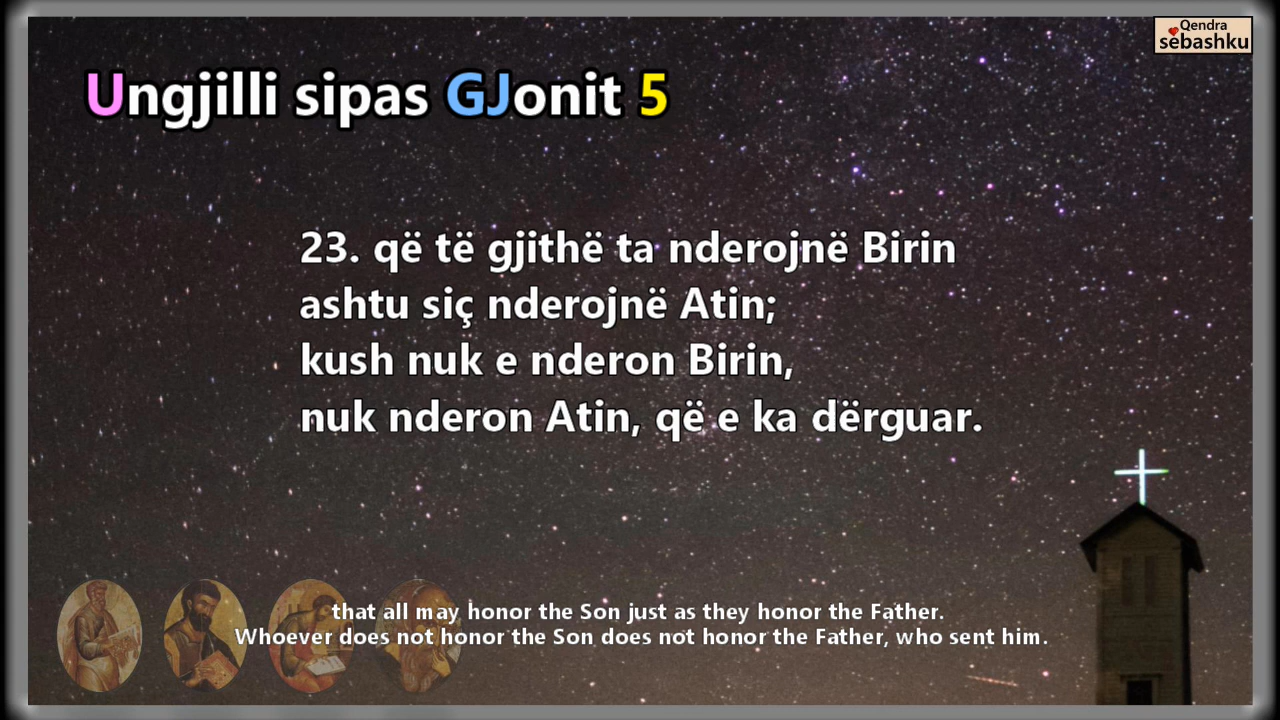 Qendra
sëbashku
Ungjilli sipas GJonit 5
23. që të gjithë ta nderojnë Birin
ashtu siç nderojnë Atin;
kush nuk e nderon Birin,
nuk nderon Atin, që e ka dërguar.
that all may honor the Son just as they honor the Father.
Whoever does not honor the Son does not honor the Father, who sent him.